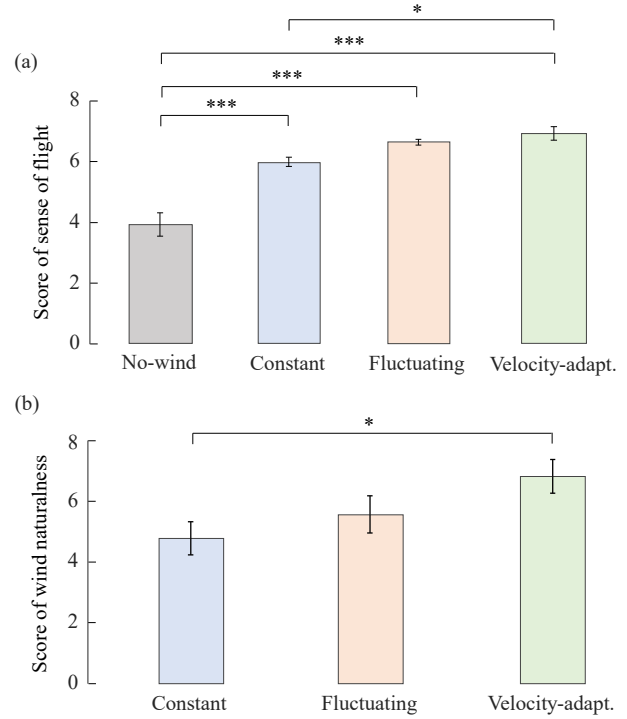 *
***
(a)
***
***
8
6
4
2
0
Score of sense of flight
No-wind Constant Fluctuating Velocity-adapt.
(b)
*
8
6
4
2
0
Score of wind naturalness
Constant Fluctuating Velocity-adapt.